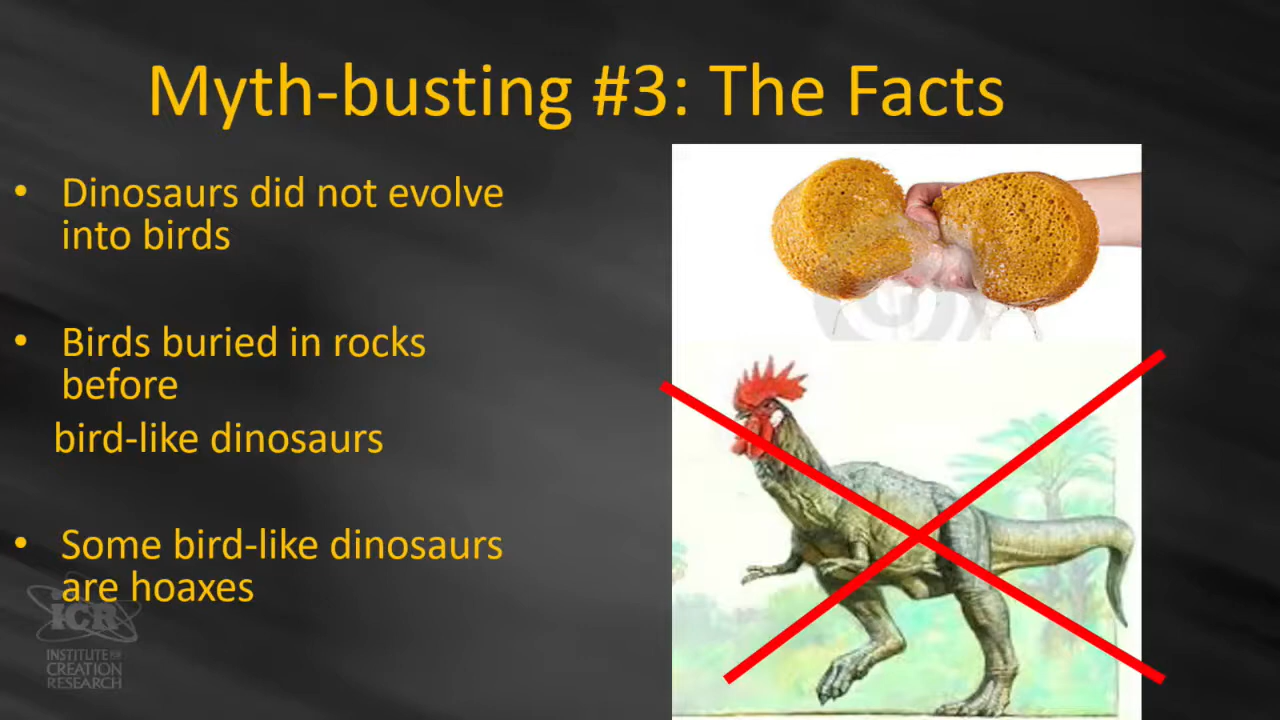 Myth-busting #3: The Facts
• Dinosaurs did not evolve
into birds
• Birds buried in rocks
before
bird-like dinosaurs
• Some bird-like dinosaurs
are hoaxes
ICR
INSTITUTE FOR
CREATION
RESEARCH